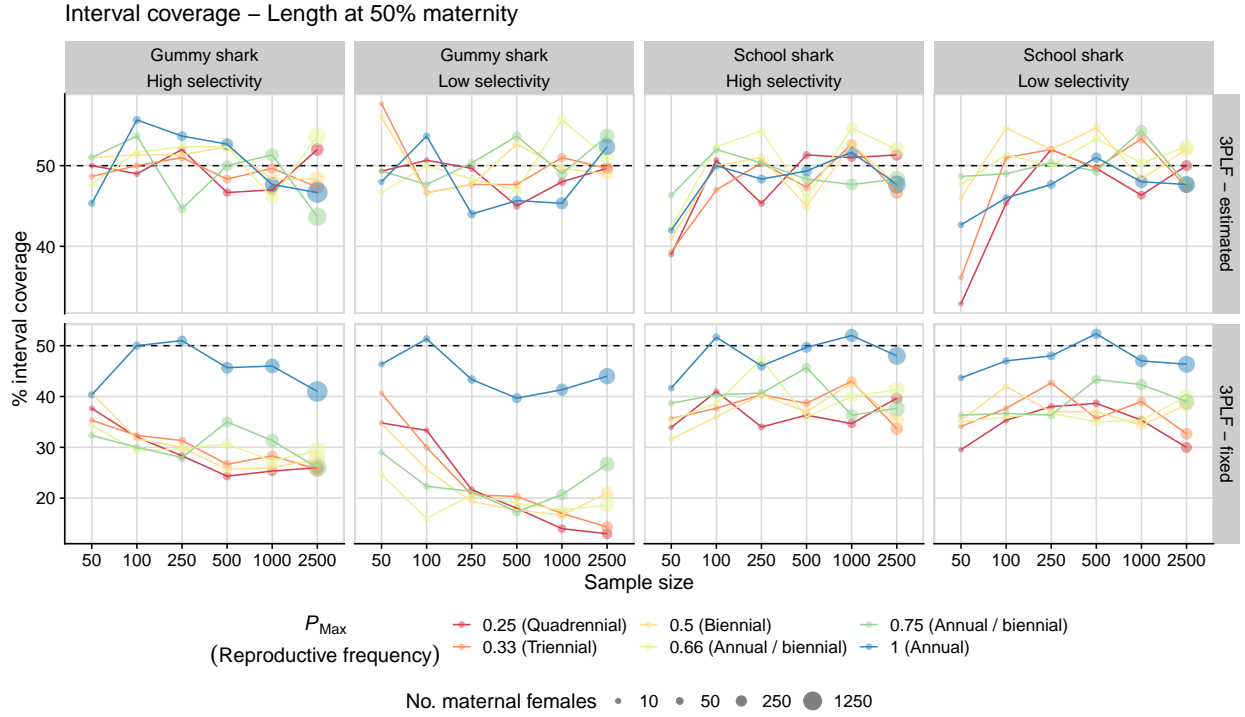 Interval coverage – Length at 50% maternity
Gummy shark
High selectivity
Gummy shark
Low selectivity
School shark
High selectivity
School shark
Low selectivity
50
40
3PLF – estimated
% interval coverage
50
40
30
20
3PLF – fixed
50 100 250 500 1000 2500
50 100 250 500 1000 2500
50 100 250 500 1000 2500
50 100 250 500 1000 2500
Sample size
PMax
(Reproductive frequency)
0.25 (Quadrennial)
0.5 (Biennial)
0.75 (Annual / biennial)
0.33 (Triennial)
0.66 (Annual / biennial)
1 (Annual)
No. maternal females
10
50
250
1250